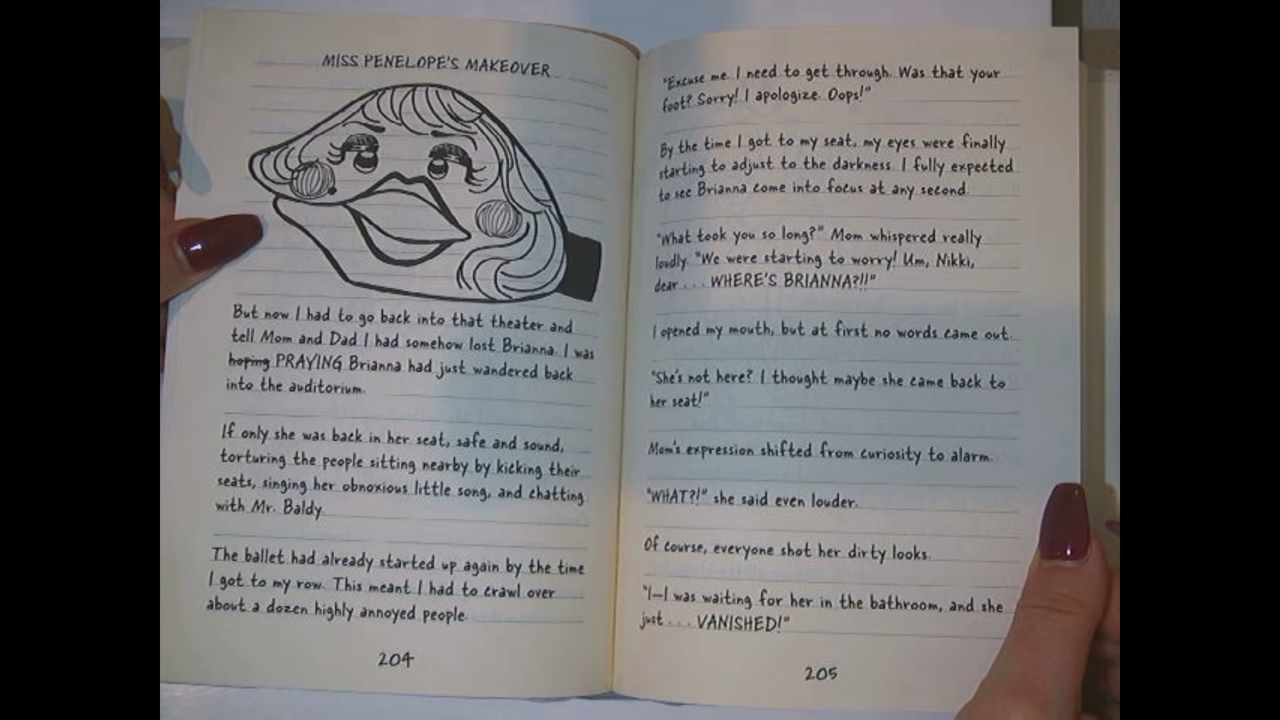 MISS PENELOPE'S MAKEOVER
But now I had to go back into that theater and
tell Mom and Dad I had somehow lost Brianna. I was
hoping PRAYING Brianna had just wandered back
into the auditorium.
If only she was back in her seat, safe and sound,
torturing the people sitting nearby by kicking their
seats, singing her obnoxious little song, and chatting
with Mr. Baldy.
The ballet had already started up again by the time
I got to my row. This meant I had to crawl over
about a dozen highly annoyed people.
204
"Excuse me. I need to get through. Was that your
foot? Sorry! I apologize. Oops!"
By the time I got to my seat, my eyes were finally
starting to adjust to the darkness. I fully expected
to see Brianna come into focus at any second.
"What took you so long?" Mom whispered really
loudly. "We were starting to worry! Um, Nikki,
dear . . . WHERE'S BRIANNA?!!"
I opened my mouth, but at first no words came out.
"She's not here? I thought maybe she came back to
her seat!"
Mom's expression shifted from curiosity to alarm.
"WHAT?!" she said even louder.
Of course, everyone shot her dirty looks.
"I—I was waiting for her in the bathroom, and she
just . . . VANISHED!"
205